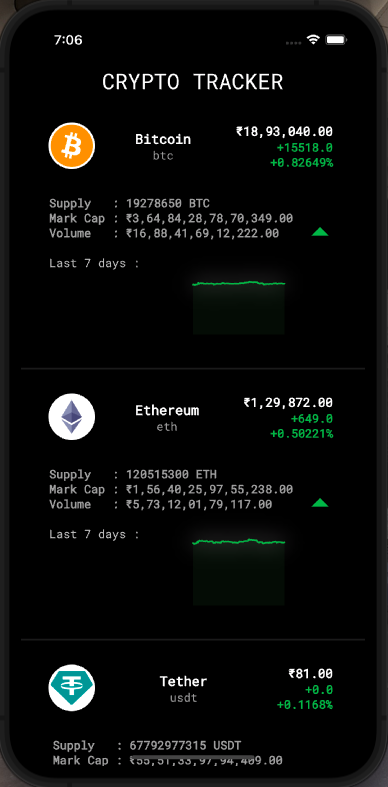 7:06
CRYPTO TRACKER
Bitcoin
btc
₹18,93,040.00
+15518.0
+0.82649%
Supply : 19278650 BTC
Mark Cap : ₹3,64,84,28,78,70,349.00
Volume : ₹16,88,41,69,12,222.00
Last 7 days :
Ethereum
eth
₹1,29,872.00
+649.0
+0.50221%
Supply : 120515300 ETH
Mark Cap : ₹1,56,40,25,97,55,238.00
Volume : ₹5,73,12,01,79,117.00
Last 7 days :
Tether
usdt
₹81.00
+0.0
+0.1168%
Supply : 67792977315 USDT
Mark Cap : ₹55,51,33,97,94,409.00